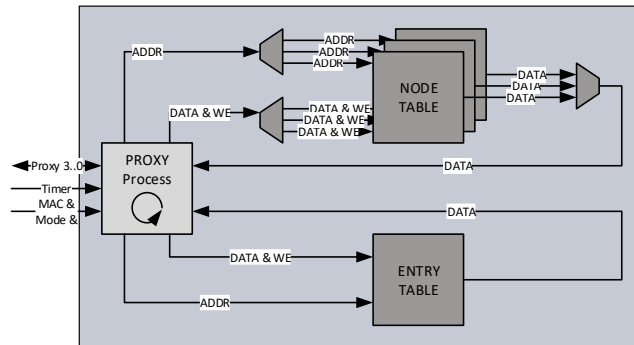 ADDR
ADDR
ADDR
ADDR
NODE
TABLE
DATA
DATA
DATA
DATA & WE
DATA & WE
DATA & WE
DATA & WE
Proxy 3..0
Timer
MAC &
Mode &
PROXY
Process
DATA
DATA
DATA & WE
ADDR
ENTRY
TABLE